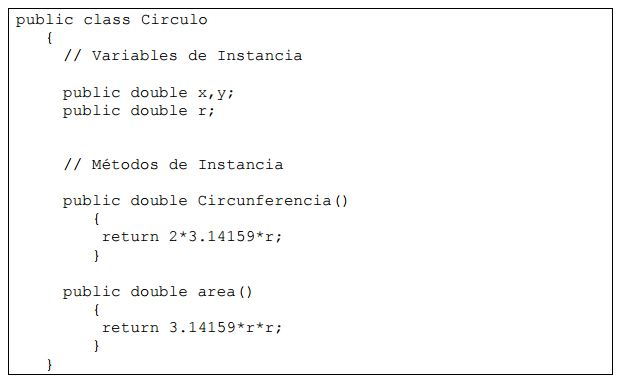 public class Circulo
{
// Variables de Instancia
public double x,y;
public double r;
// Métodos de Instancia
public double Circunferencia()
{
return 2*3.14159*r;
}
public double area()
{
return 3.14159*r*r;
}
}